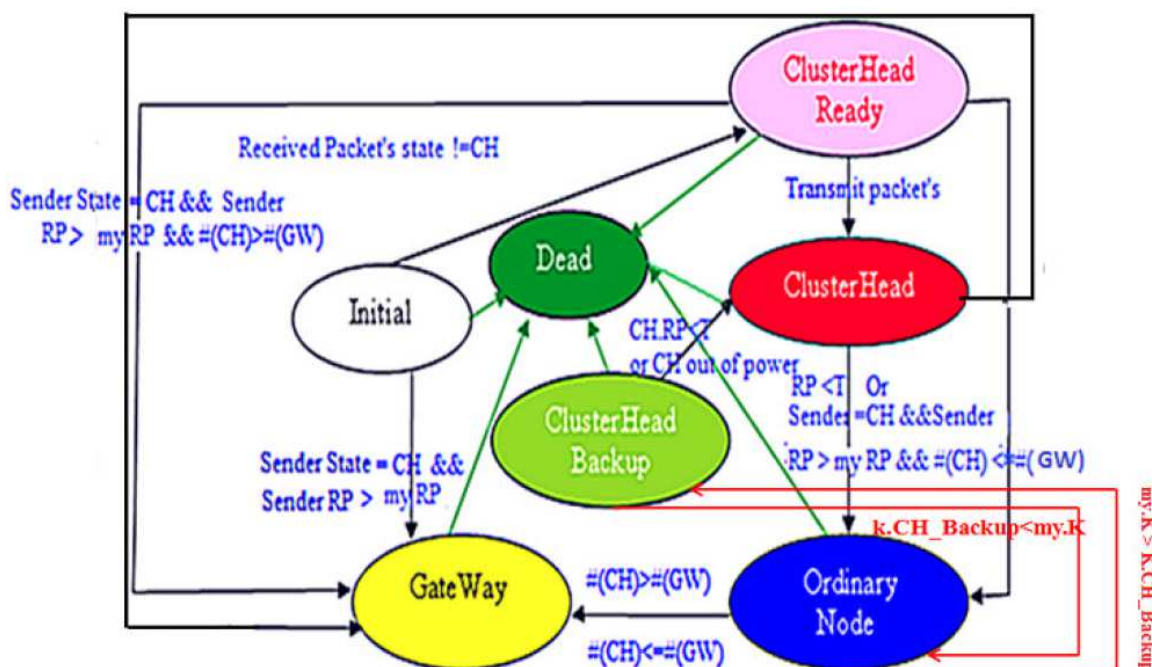 ClusterHead
Ready
Received Packet's state !=CH
Transmit packet's
Sender State = CH && Sender
RP > my RP && #(CH)>#(GW)
Dead
ClusterHead
Initial
CH.RP<T
or CH out of power
RP <T Or
Sender =CH &&Sender
RP > my RP && #(CH) <=#( GW)
ClusterHead
Backup
Sender State = CH &&
Sender RP > my RP
k.CH_Backup<my.K
my.K > K.CH_Backup
GateWay
#(CH)>#(GW)
#(CH)<=#(GW)
Ordinary
Node